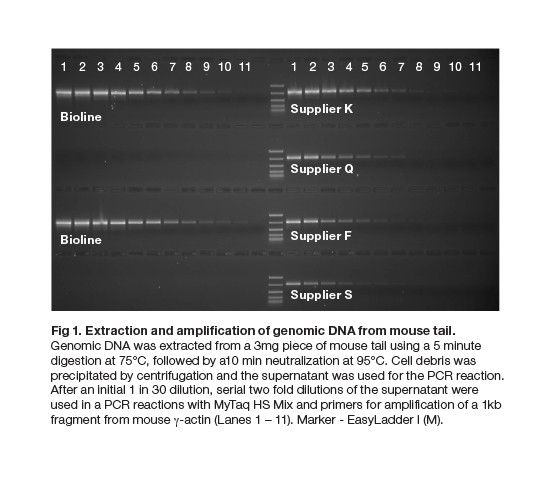 1 2 3 4 5 6 7 8 9 10 11 1 2 3 4 5 6 7 8 9 10 11
Bioline Supplier K
Supplier Q
Bioline Supplier F
Supplier S
Fig 1. Extraction and amplification of genomic DNA from mouse tail.
Genomic DNA was extracted from a 3mg piece of mouse tail using a 5 minute
digestion at 75°C, followed by a10 min neutralization at 95°C. Cell debris was
precipitated by centrifugation and the supernatant was used for the PCR reaction.
After an initial 1 in 30 dilution, serial two fold dilutions of the supernatant were
used in a PCR reactions with MyTaq HS Mix and primers for amplification of a 1kb
fragment from mouse γ-actin (Lanes 1 – 11). Marker - EasyLadder I (M).